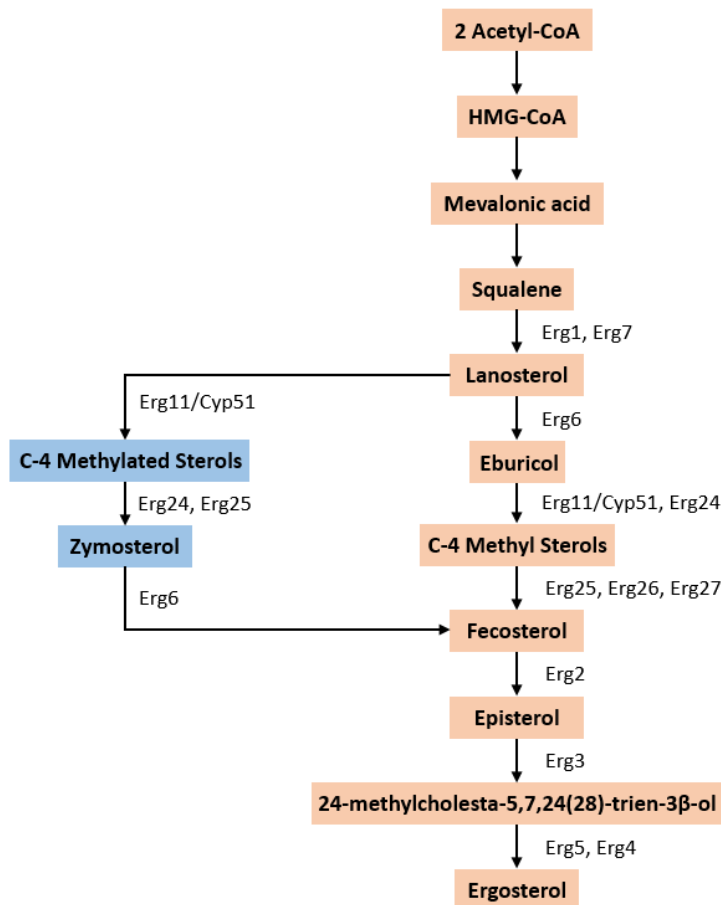 2 Acetyl-CoA
HMG-CoA
Mevalonic acid
Squalene
Erg1, Erg7
Lanosterol
Erg11/Cyp51
Erg6
C-4 Methylated Sterols
Eburicol
Erg24, Erg25
Erg11/Cyp51, Erg24
Zymosterol
C-4 Methyl Sterols
Erg6
Erg25, Erg26, Erg27
Fecosterol
Erg2
Episterol
Erg3
24-methylcholesta-5,7,24(28)-trien-3β-ol
Erg5, Erg4
Ergosterol